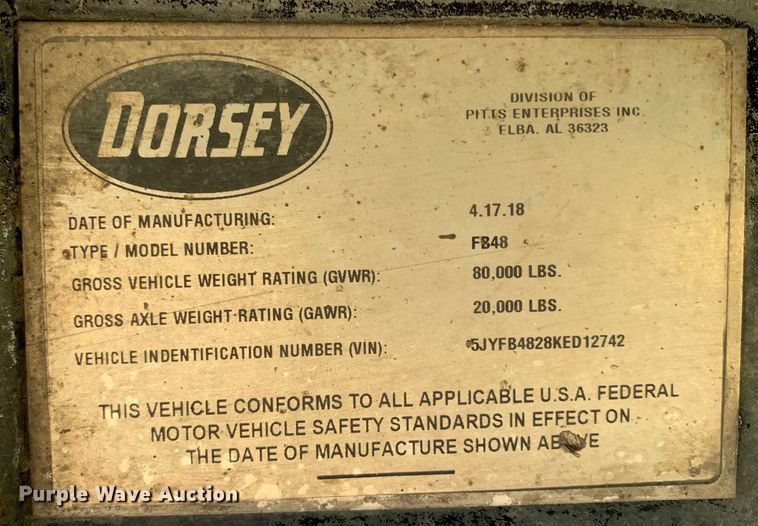 DORSEY
DIVISION OF
PITTS ENTERPRISES INC.
ELBA, AL 36323
DATE OF MANUFACTURING: 4.17.18
TYPE / MODEL NUMBER: FB48
GROSS VEHICLE WEIGHT RATING (GVWR): 80,000 LBS.
GROSS AXLE WEIGHT RATING (GAWR): 20,000 LBS.
VEHICLE INDENTIFICATION NUMBER (VIN): 5JYFB4828KED12742
THIS VEHICLE CONFORMS TO ALL APPLICABLE U.S.A. FEDERAL
MOTOR VEHICLE SAFETY STANDARDS IN EFFECT ON
THE DATE OF MANUFACTURE SHOWN ABOVE
Purple Wave Auction